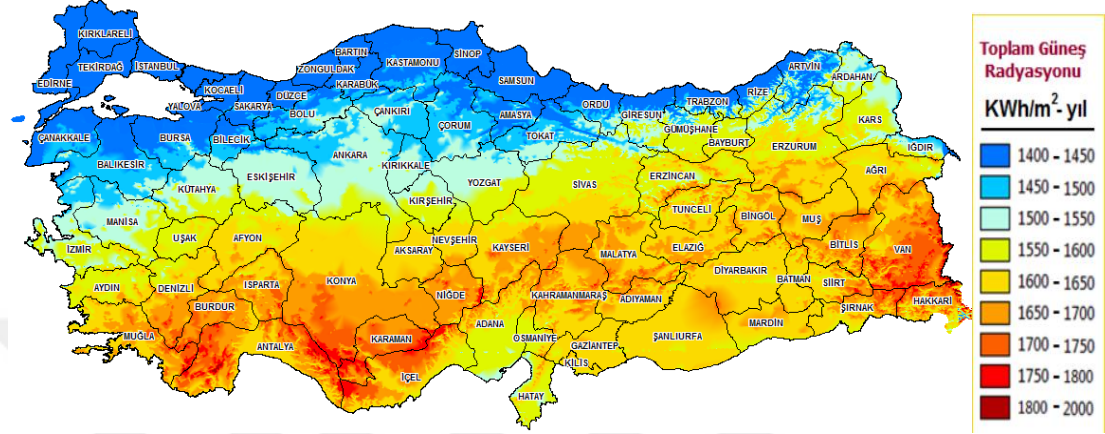 KIRKLARELİ
TEKİRDAĞ
İSTANBUL
EDİRNE
KOCAELİ
YALOVA
SAKARYA
DÜZCE
BOLU
ZONGULDAK
BARTIN
KARABÜK
KASTAMONU
SİNOP
SAMSUN
ÇANKIRI
ÇORUM
AMASYA
TOKAT
ORDU
GİRESUN
TRABZON
RİZE
ARTVİN
ARDAHAN
KARS
IĞDIR
GÜMÜŞHANE
BAYBURT
ERZURUM
AĞRI
ÇANAKKALE
BALIKESİR
BURSA
BİLECİK
KÜTAHYA
ESKİŞEHİR
ANKARA
KIRIKKALE
YOZGAT
KIRŞEHİR
SİVAS
ERZİNCAN
TUNCELİ
BİNGÖL
MUŞ
BİTLİS
VAN
MANİSA
İZMİR
UŞAK
AFYON
AKSARAY
NEVŞEHİR
KAYSERİ
MALATYA
ELAZIĞ
DİYARBAKIR
BATMAN
SİİRT
ŞIRNAK
HAKKARİ
AYDIN
DENİZLİ
ISPARTA
BURDUR
KONYA
NİĞDE
KAHRAMANMARAŞ
ADIYAMAN
ŞANLIURFA
MARDİN
MUĞLA
ANTALYA
KARAMAN
İÇEL
ADANA
OSMANİYE
GAZİANTEP
KİLİS
HATAY
Toplam Güneş
Radyasyonu
KWh/m²- yıl
1400 - 1450
1450 - 1500
1500 - 1550
1550 - 1600
1600 - 1650
1650 - 1700
1700 - 1750
1750 - 1800
1800 - 2000